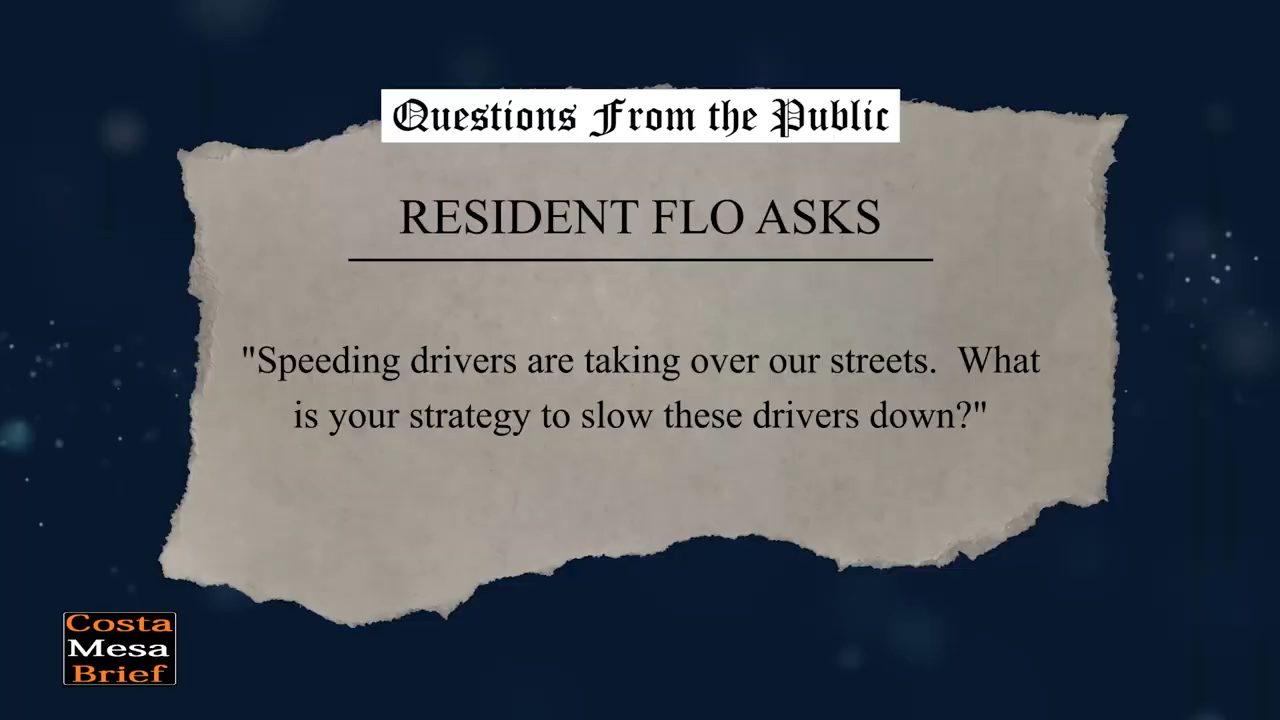 Questions From the Public
RESIDENT FLO ASKS
"Speeding drivers are taking over our streets.  What
is your strategy to slow these drivers down?"
Costa
Mesa
Brief